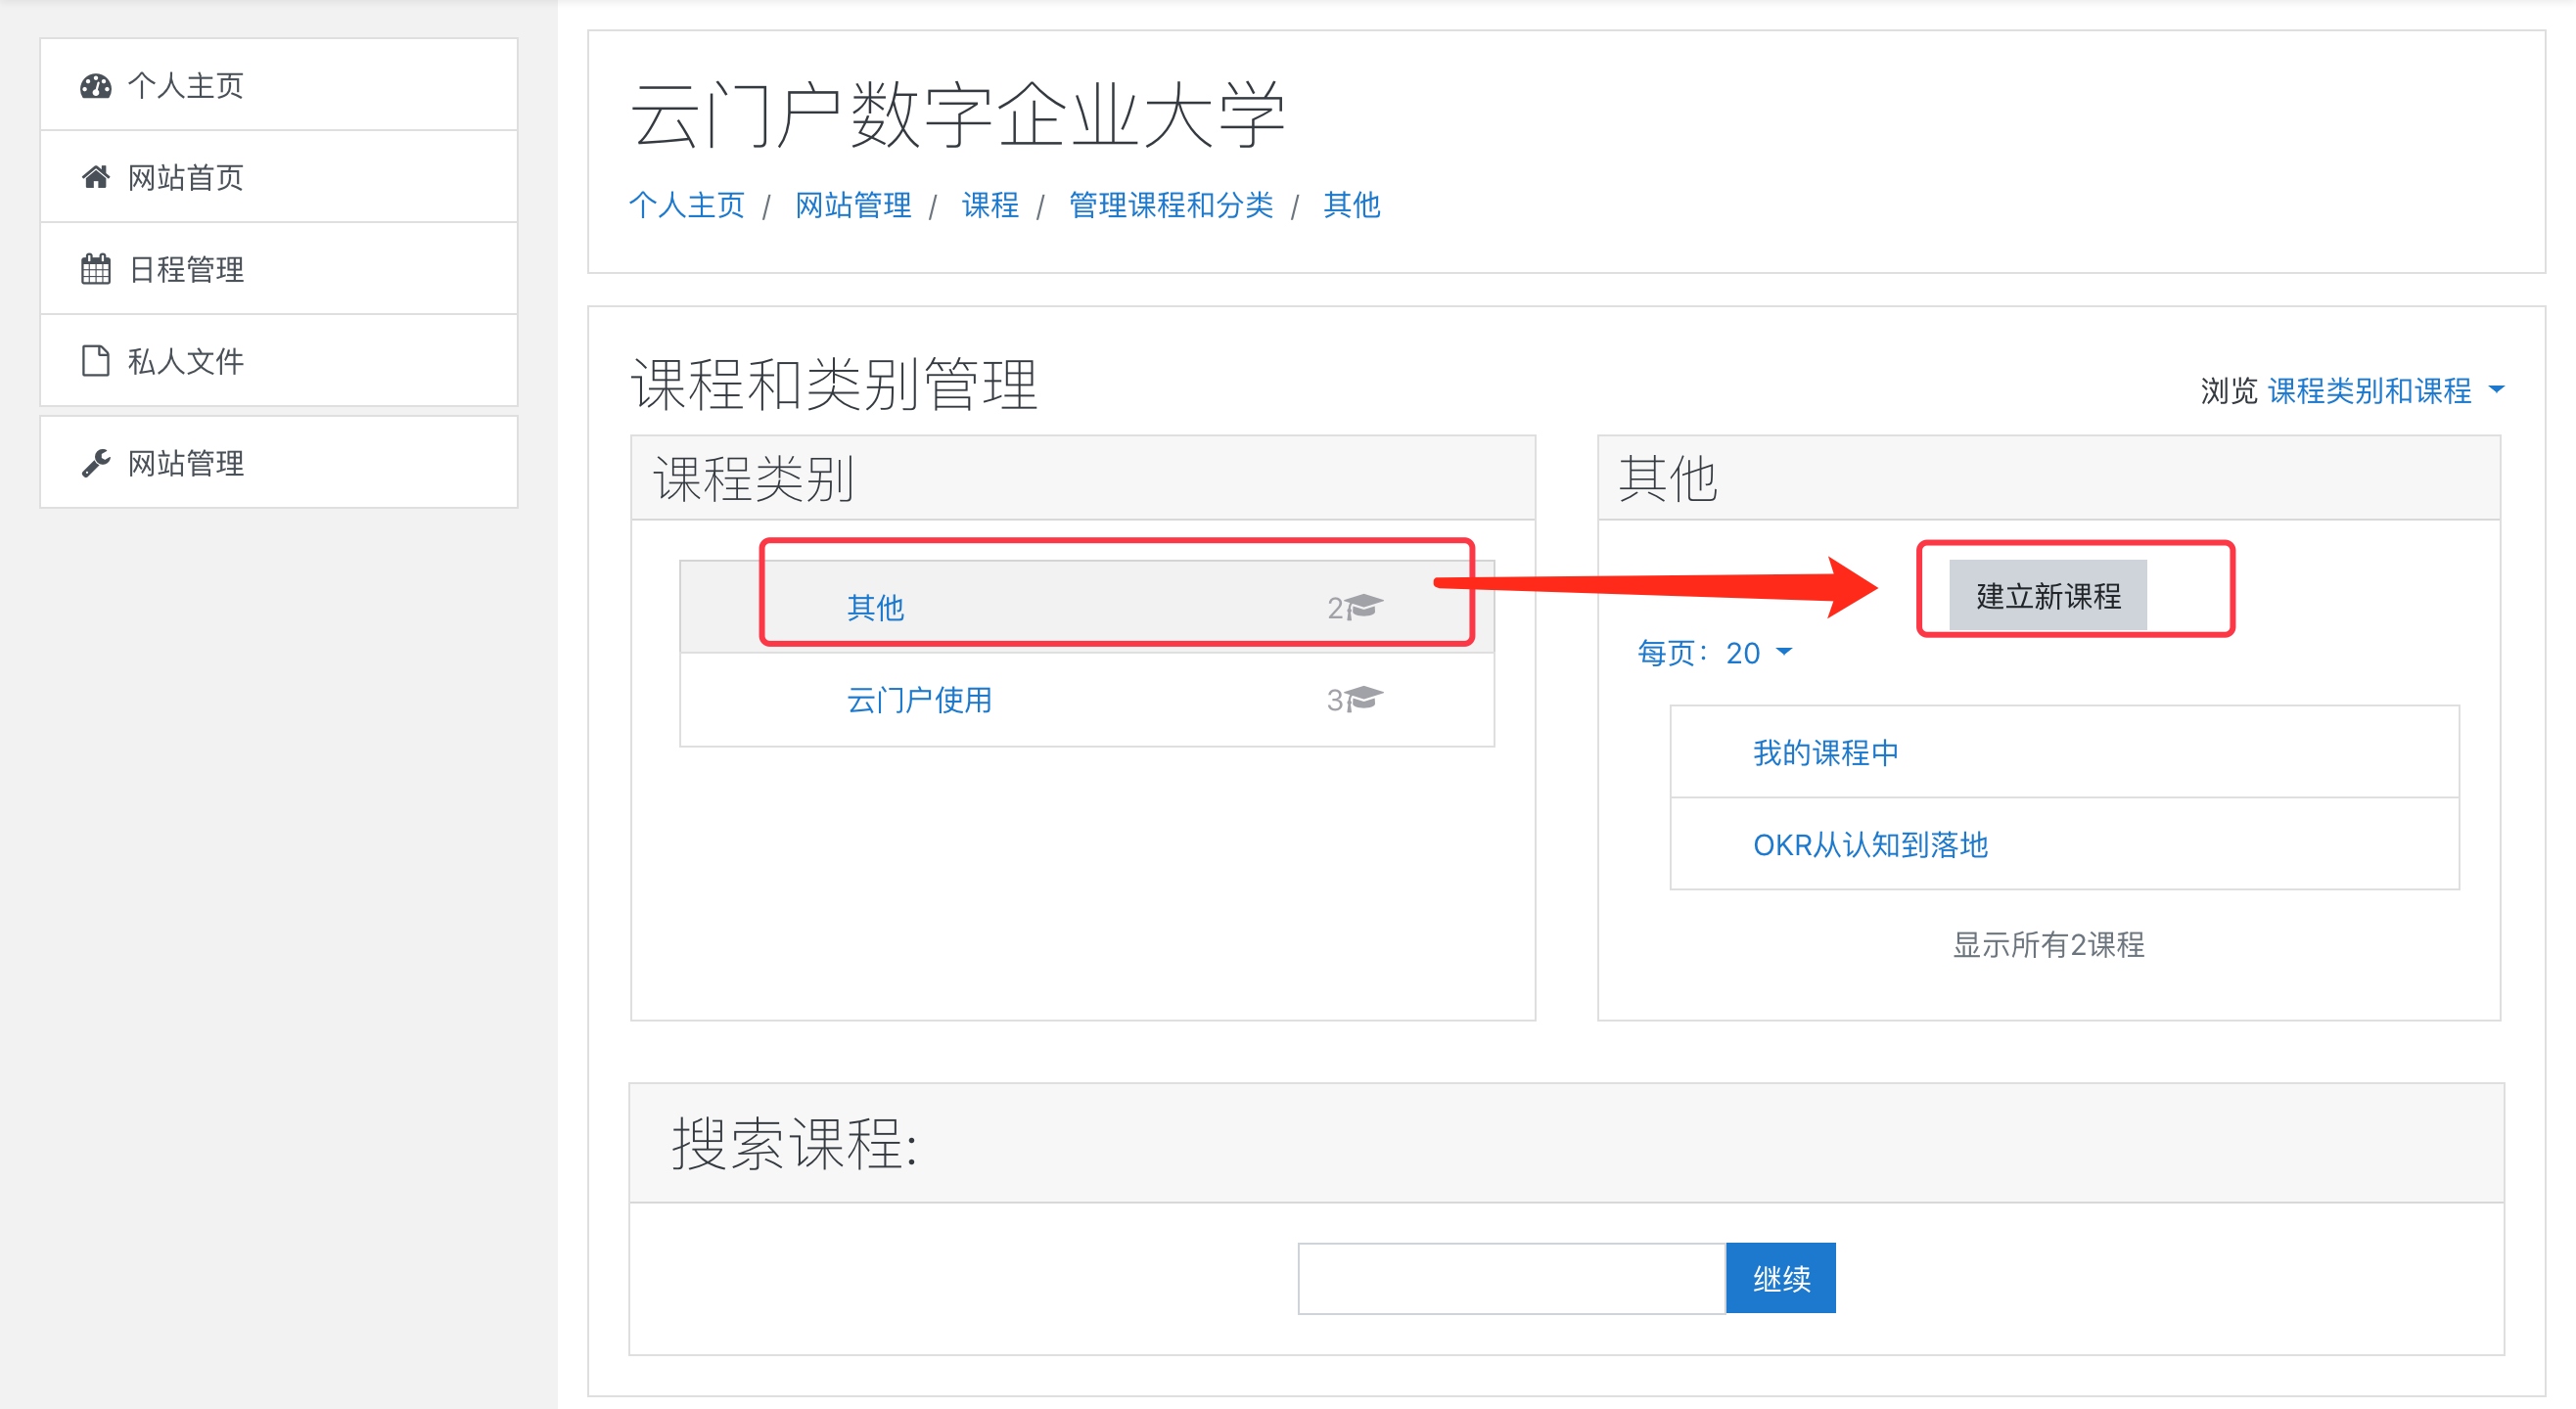 个人主页
网站首页
日程管理
私人文件
网站管理
云门户数字企业大学
个人主页 / 网站管理 / 课程 / 管理课程和分类 / 其他
课程和类别管理
浏览 课程类别和课程
课程类别
其他 2
云门户使用 3
其他
建立新课程
每页：20
我的课程中
OKR从认知到落地
显示所有2课程
搜索课程:
继续